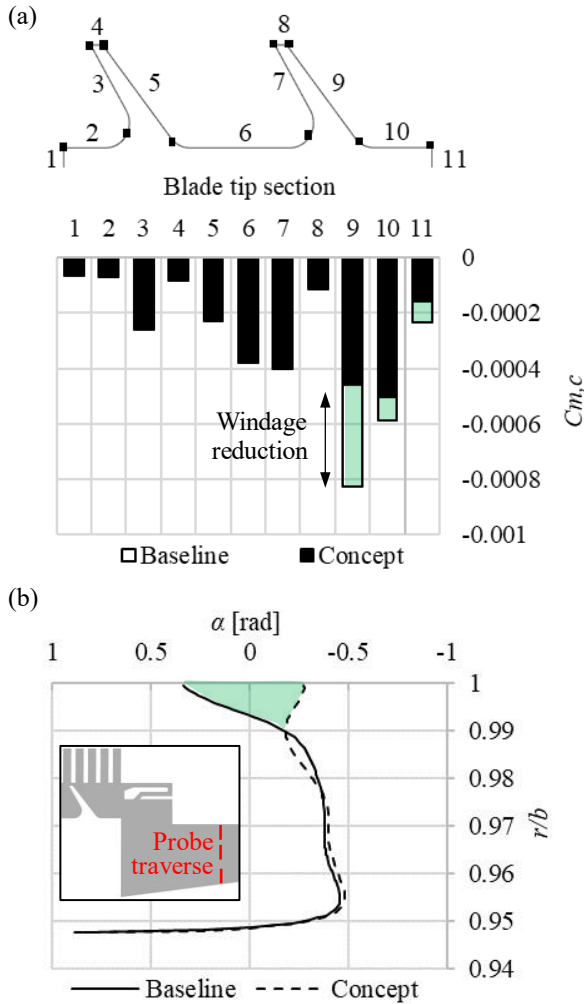 (a)
4 8
3 5 7 9
2 6 10
1 11
Blade tip section
1 2 3 4 5 6 7 8 9 10 11
0
-0.0002
-0.0004
-0.0006
-0.0008
-0.001
Cm,c
Windage
reduction
Baseline Concept
(b)
α [rad]
1 0.5 0 -0.5 -1
1
0.99
0.98
0.97
0.96
0.95
0.94
r/b
Probe
traverse
Baseline Concept